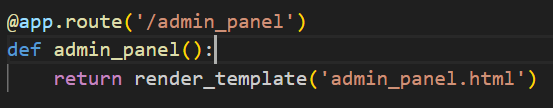 @app.route('/admin_panel')
def admin_panel():
    return render_template('admin_panel.html')